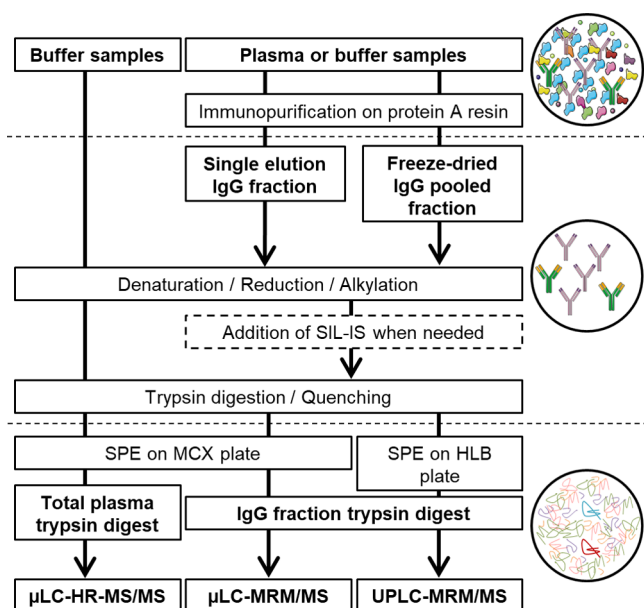 Buffer samples
Plasma or buffer samples
Immunopurification on protein A resin
Single elution
IgG fraction
Freeze-dried
IgG pooled
fraction
Denaturation / Reduction / Alkylation
Addition of SIL-IS when needed
Trypsin digestion / Quenching
SPE on MCX plate
SPE on HLB
plate
Total plasma
trypsin digest
IgG fraction trypsin digest
µLC-HR-MS/MS
µLC-MRM/MS
UPLC-MRM/MS